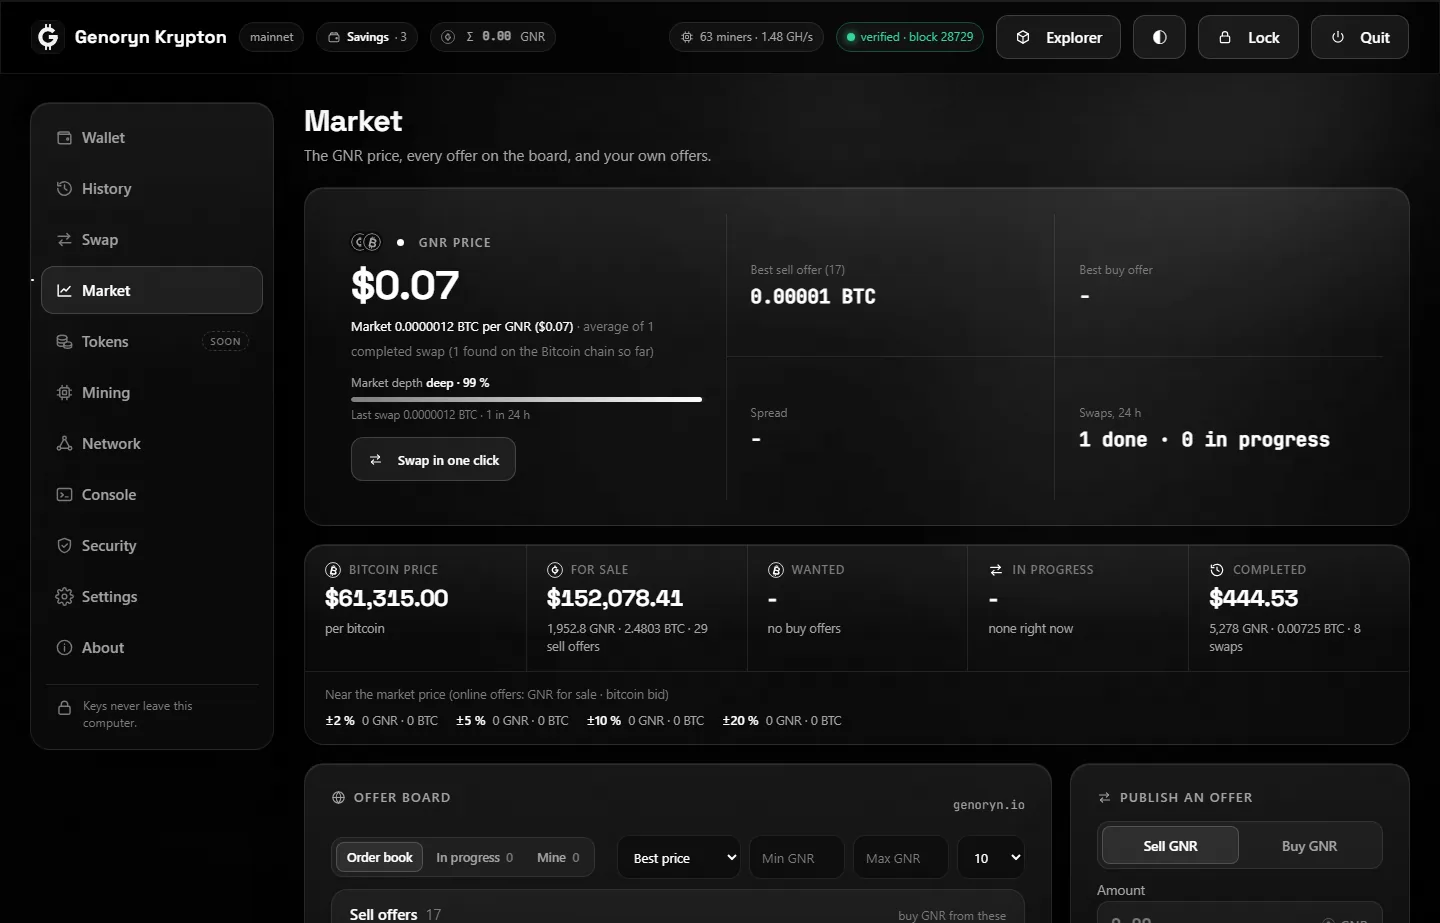 Genoryn Krypton
mainnet
Savings · 3
Σ 0.00 GNR
63 miners · 1.48 GH/s
verified · block 28729
Explorer
Lock
Quit
Wallet
History
Swap
Market
Tokens
SOON
Mining
Network
Console
Security
Settings
About
Keys never leave this
computer.
Market
The GNR price, every offer on the board, and your own offers.
GNR PRICE
$0.07
Market 0.0000012 BTC per GNR ($0.07) · average of 1
completed swap (1 found on the Bitcoin chain so far)
Market depth deep · 99 %
Last swap 0.0000012 BTC · 1 in 24 h
Swap in one click
Best sell offer (17)
0.00001 BTC
Best buy offer
-
Spread
-
Swaps, 24 h
1 done · 0 in progress
BITCOIN PRICE
$61,315.00
per bitcoin
FOR SALE
$152,078.41
1,952.8 GNR · 2.4803 BTC · 29
sell offers
WANTED
-
no buy offers
IN PROGRESS
-
none right now
COMPLETED
$444.53
5,278 GNR · 0.00725 BTC · 8
swaps
Near the market price (online offers: GNR for sale · bitcoin bid)
±2 % 0 GNR · 0 BTC ±5 % 0 GNR · 0 BTC ±10 % 0 GNR · 0 BTC ±20 % 0 GNR · 0 BTC
OFFER BOARD
genoryn.io
Order book
In progress 0
Mine 0
Best price
Min GNR
Max GNR
10
Sell offers 17
buy GNR from these
PUBLISH AN OFFER
Sell GNR
Buy GNR
Amount
0.00
GNR